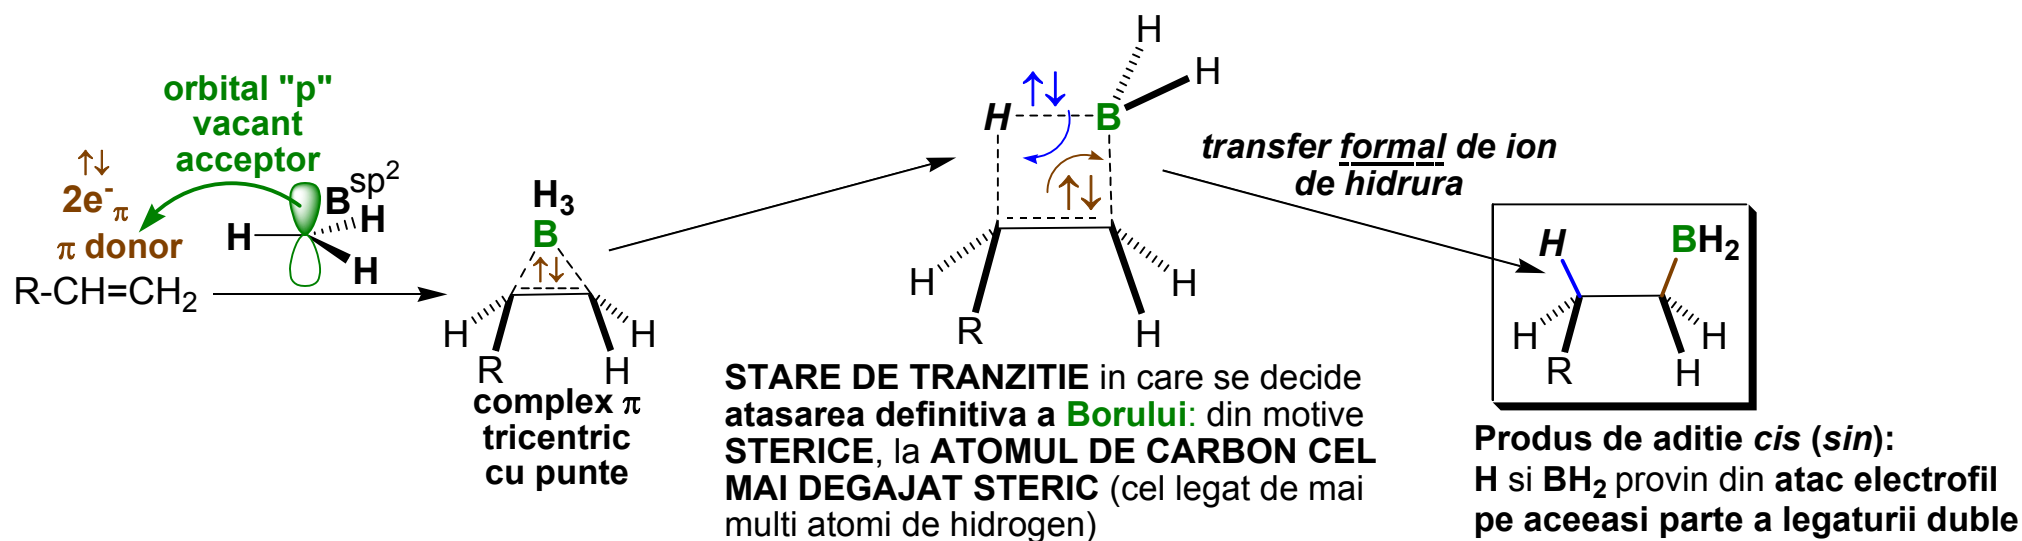 orbital "p"
vacant
acceptor
↑↓
2e⁻π
π donor
R-CH=CH₂
B sp²
H
H
H
H₃
B
↑↓
H
H
R
H
complex π
tricentric
cu punte
H
H
↑↓
H
B
↑↓
H
H
R
H
STARE DE TRANZITIE in care se decide
atasarea definitiva a Borului: din motive
STERICE, la ATOMUL DE CARBON CEL
MAI DEGAJAT STERIC (cel legat de mai
multi atomi de hidrogen)
transfer formal de ion
de hidrura
H
BH₂
H
H
R
H
Produs de aditie cis (sin):
H si BH₂ provin din atac electrofil
pe aceeasi parte a legaturii duble